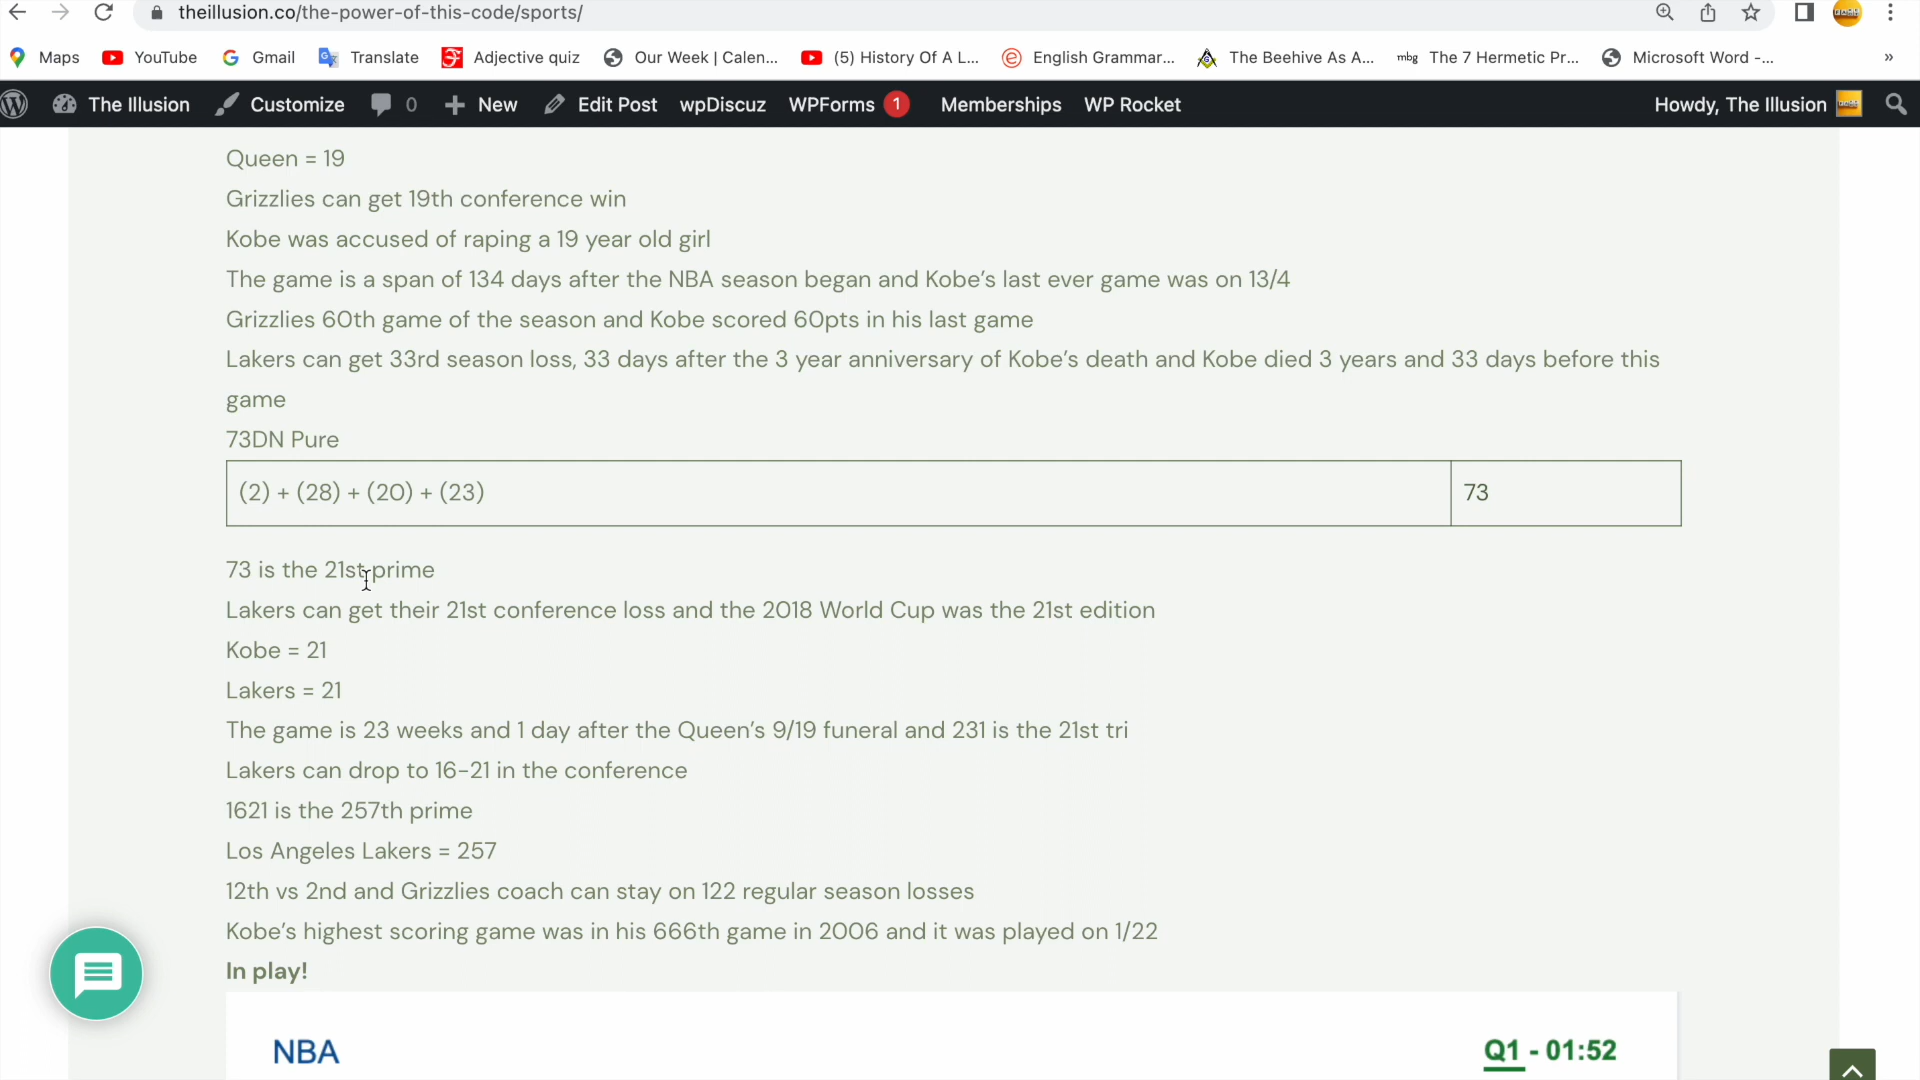 theillusion.co/the-power-of-this-code/sports/
Maps YouTube Gmail Translate Adjective quiz Our Week | Calen... (5) History Of A L... English Grammar... The Beehive As A... mbg The 7 Hermetic Pr... Microsoft Word -... »
The Illusion Customize 0 New Edit Post wpDiscuz WPForms 1 Memberships WP Rocket Howdy, The Illusion
Queen = 19
Grizzlies can get 19th conference win
Kobe was accused of raping a 19 year old girl
The game is a span of 134 days after the NBA season began and Kobe’s last ever game was on 13/4
Grizzlies 60th game of the season and Kobe scored 60pts in his last game
Lakers can get 33rd season loss, 33 days after the 3 year anniversary of Kobe’s death and Kobe died 3 years and 33 days before this
game
73DN Pure
(2) + (28) + (20) + (23) 73
73 is the 21st prime
Lakers can get their 21st conference loss and the 2018 World Cup was the 21st edition
Kobe = 21
Lakers = 21
The game is 23 weeks and 1 day after the Queen’s 9/19 funeral and 231 is the 21st tri
Lakers can drop to 16-21 in the conference
1621 is the 257th prime
Los Angeles Lakers = 257
12th vs 2nd and Grizzlies coach can stay on 122 regular season losses
Kobe’s highest scoring game was in his 666th game in 2006 and it was played on 1/22
In play!
NBA Q1 - 01:52